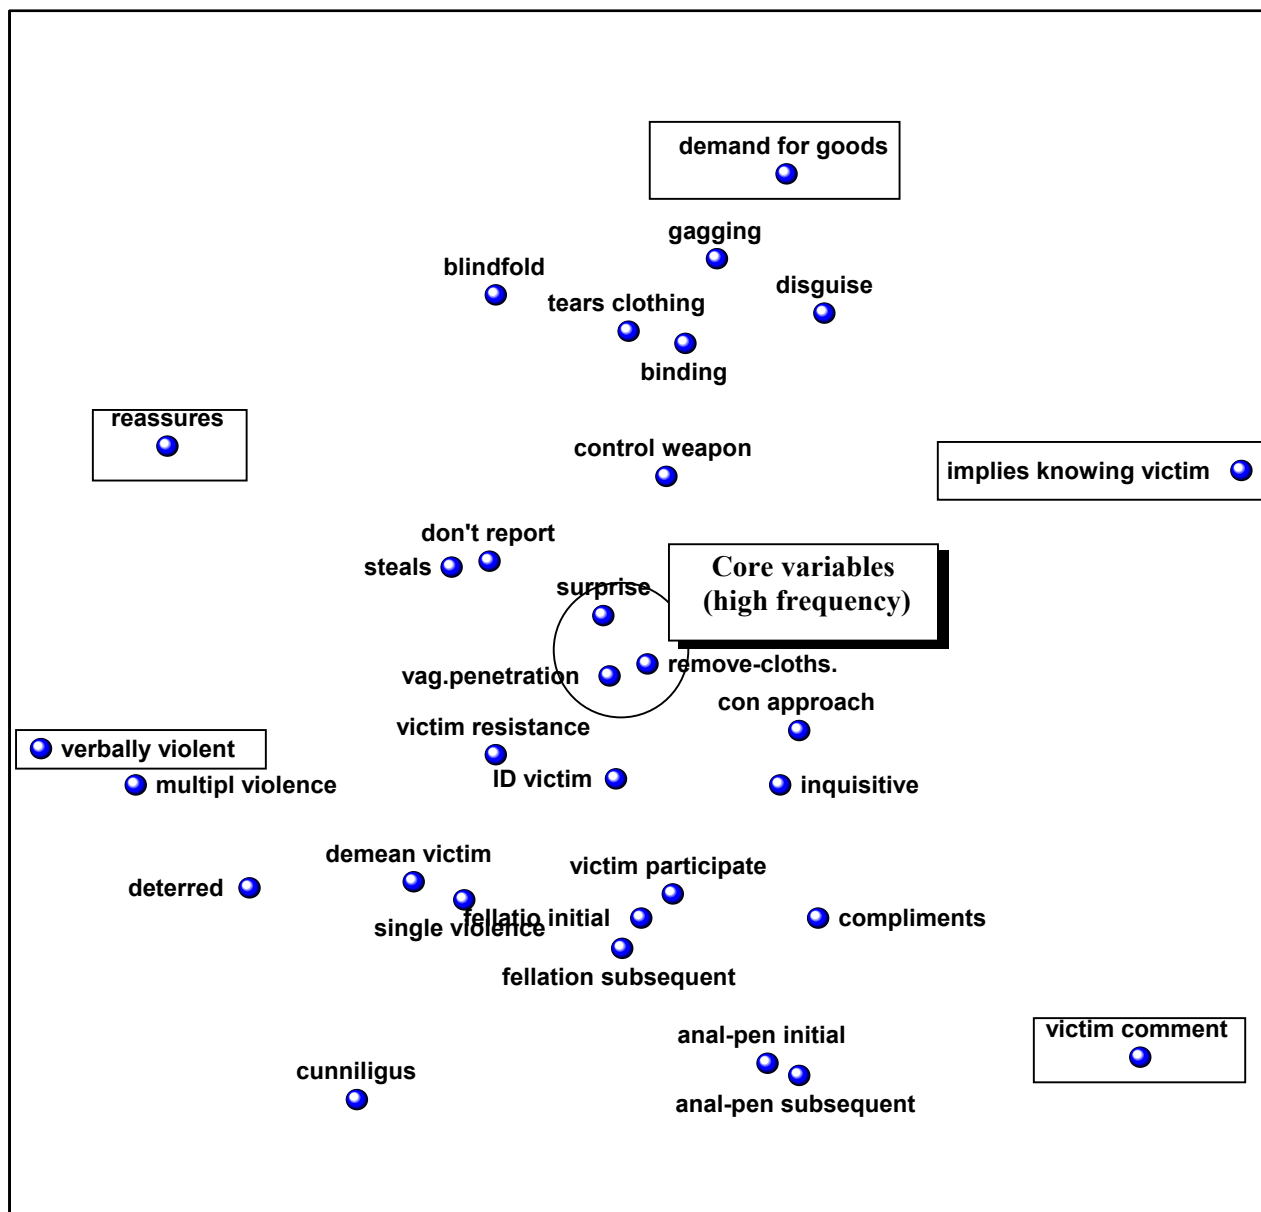 demand for goods
gagging
blindfold
disguise
tears clothing
binding
reassures
control weapon
implies knowing victim
don't report
steals
surprise
Core variables
(high frequency)
remove-cloths.
vag.penetration
con approach
victim resistance
verbally violent
ID victim
multipl violence
inquisitive
demean victim
victim participate
deterred
fellatio initial
compliments
single violence
fellation subsequent
victim comment
anal-pen initial
cunniligus
anal-pen subsequent